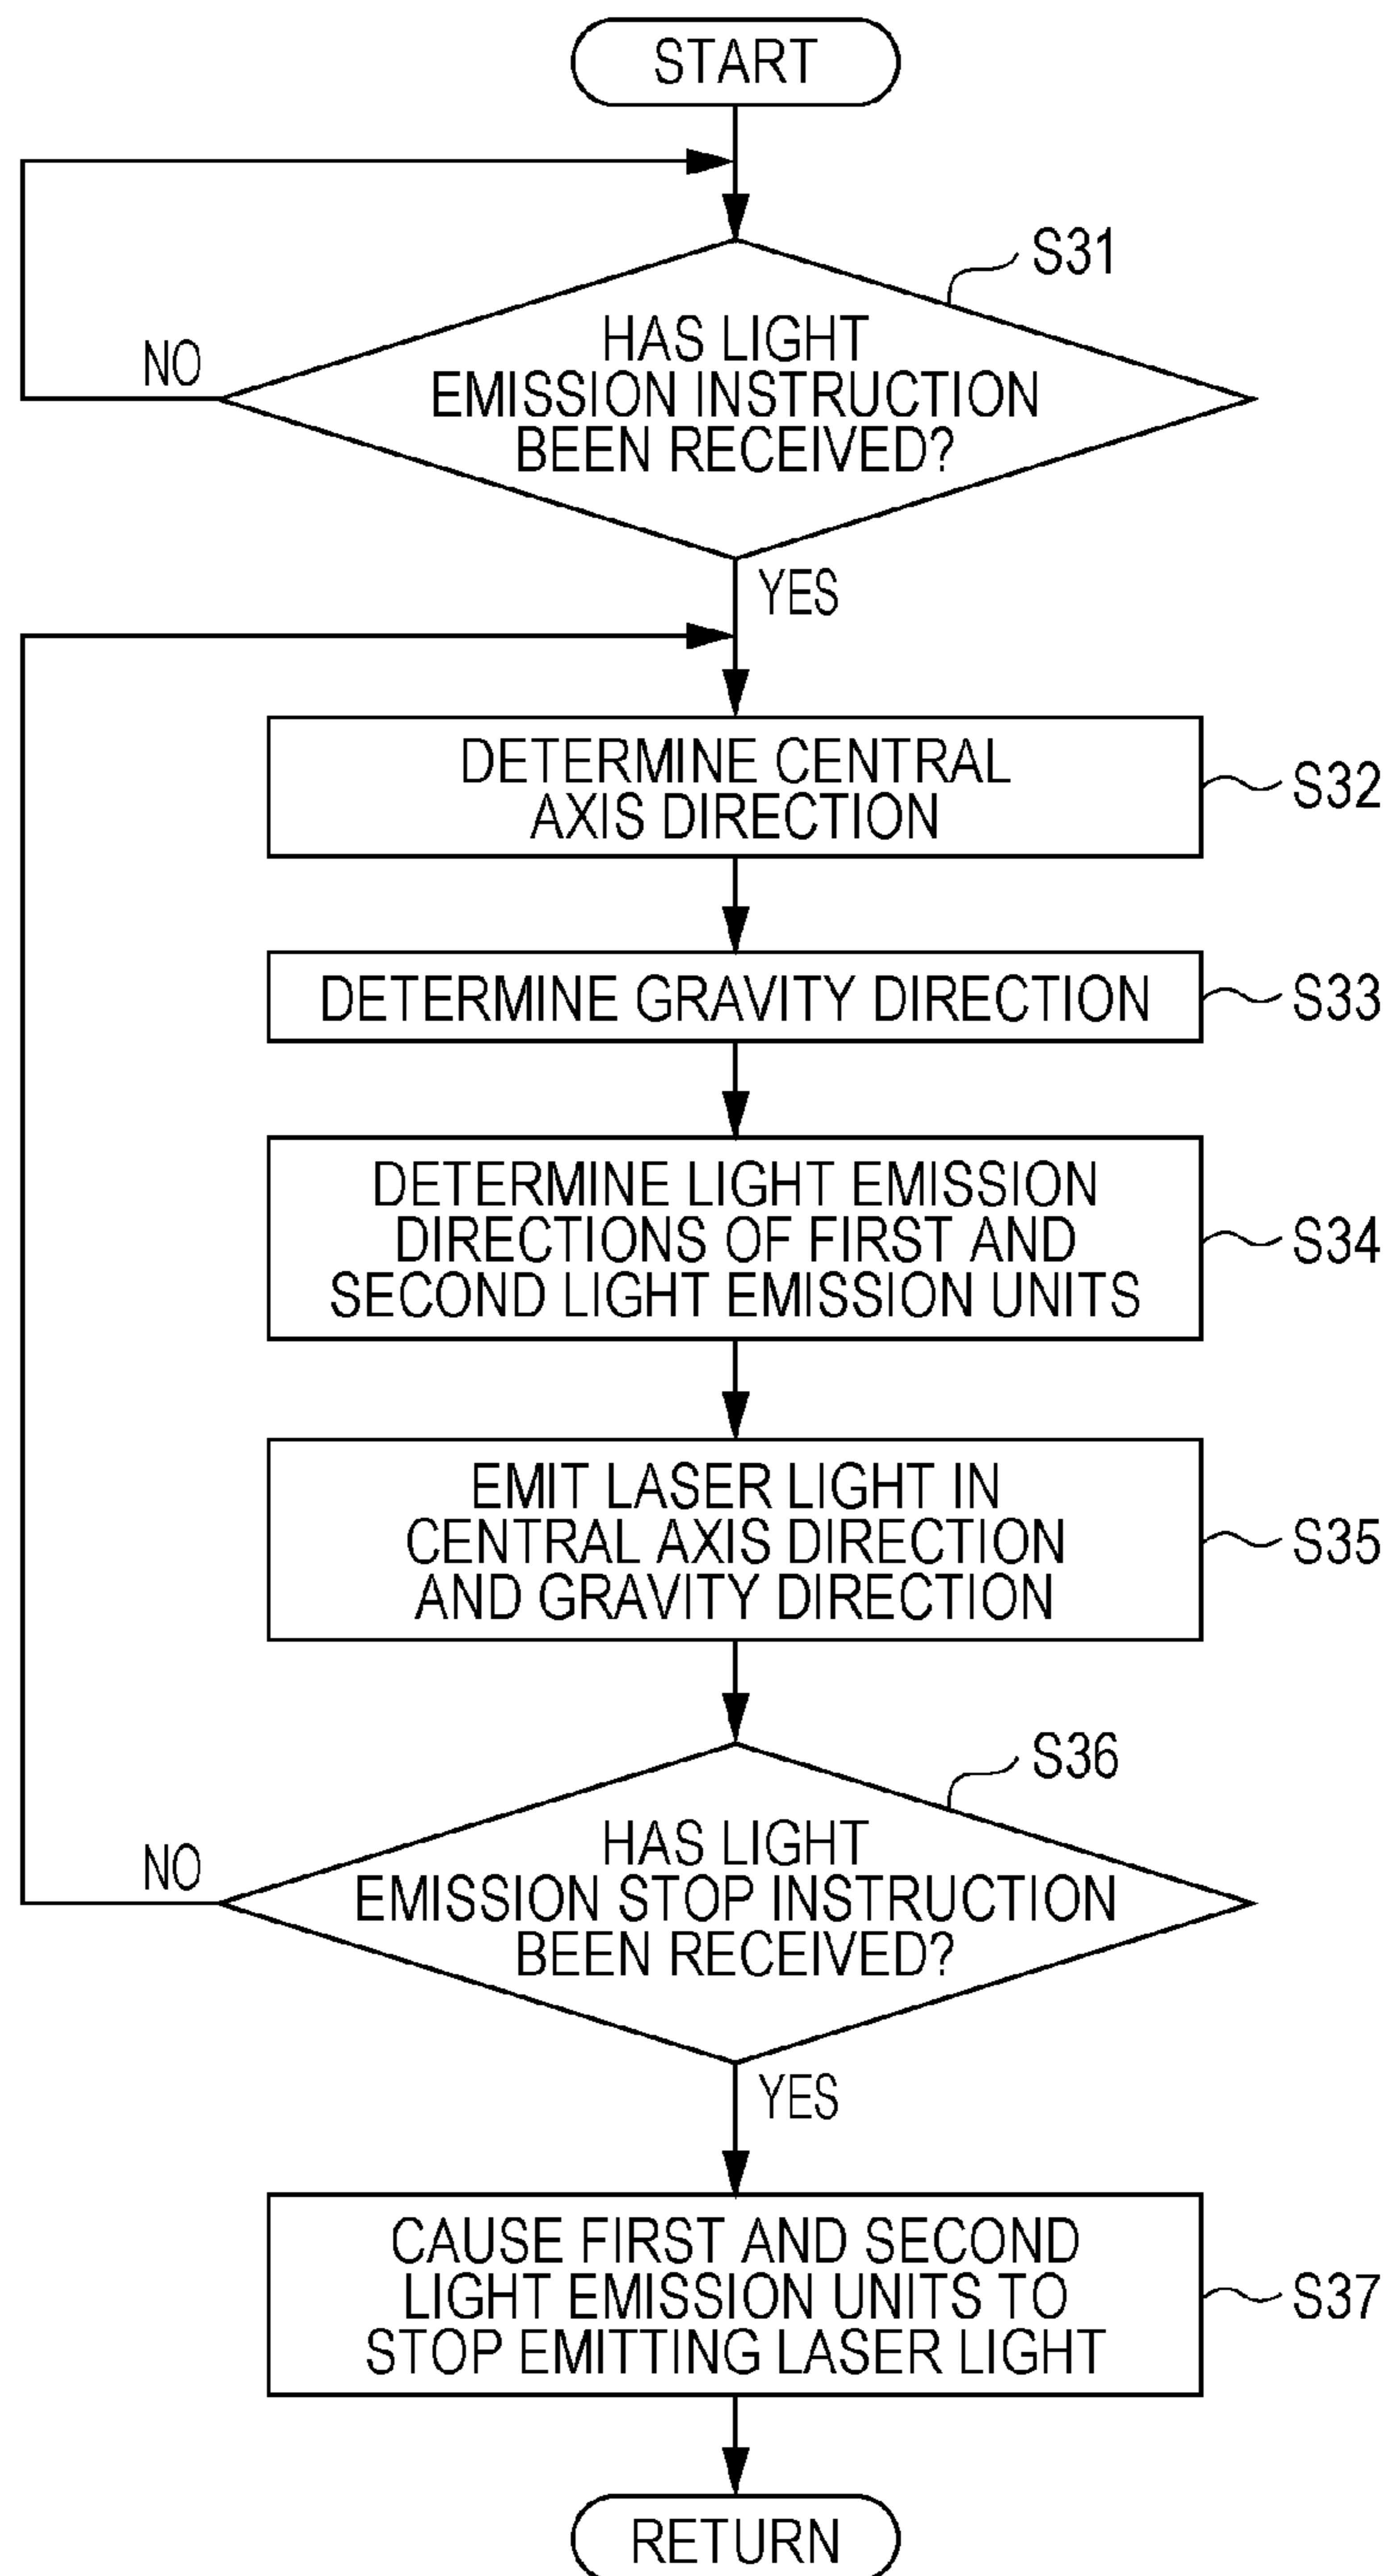 START
S31
HAS LIGHT
EMISSION INSTRUCTION
BEEN RECEIVED?
NO
YES
DETERMINE CENTRAL
AXIS DIRECTION
S32
DETERMINE GRAVITY DIRECTION
S33
DETERMINE LIGHT EMISSION
DIRECTIONS OF FIRST AND
SECOND LIGHT EMISSION UNITS
S34
EMIT LASER LIGHT IN
CENTRAL AXIS DIRECTION
AND GRAVITY DIRECTION
S35
S36
HAS LIGHT
EMISSION STOP INSTRUCTION
BEEN RECEIVED?
NO
YES
CAUSE FIRST AND SECOND
LIGHT EMISSION UNITS TO
STOP EMITTING LASER LIGHT
S37
RETURN